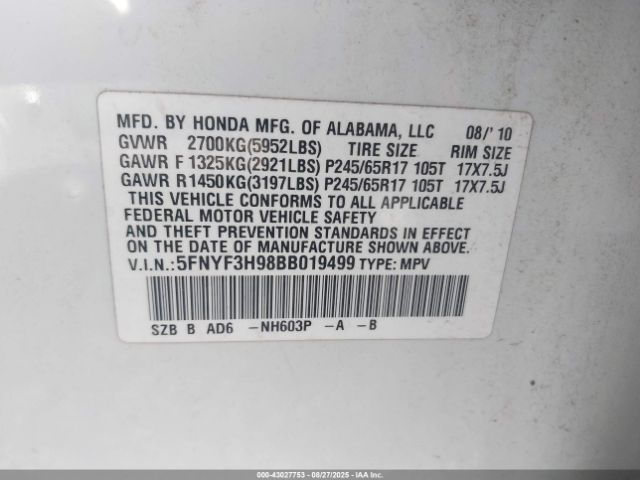 MFD. BY HONDA MFG. OF ALABAMA, LLC 08/' 10
GVWR 2700KG(5952LBS) TIRE SIZE RIM SIZE
GAWR F 1325KG(2921LBS) P245/65R17 105T 17X7.5J
GAWR R1450KG(3197LBS) P245/65R17 105T 17X7.5J
THIS VEHICLE CONFORMS TO ALL APPLICABLE
FEDERAL MOTOR VEHICLE SAFETY
AND THEFT PREVENTION STANDARDS IN EFFECT
ON THE DATE OF MANUFACTURE SHOWN ABOVE.
V.I.N.:5FNYF3H98BB019499 TYPE: MPV
SZB B AD6 -NH603P -A -B
000-43027753 - 08/27/2025 - IAAI.COM